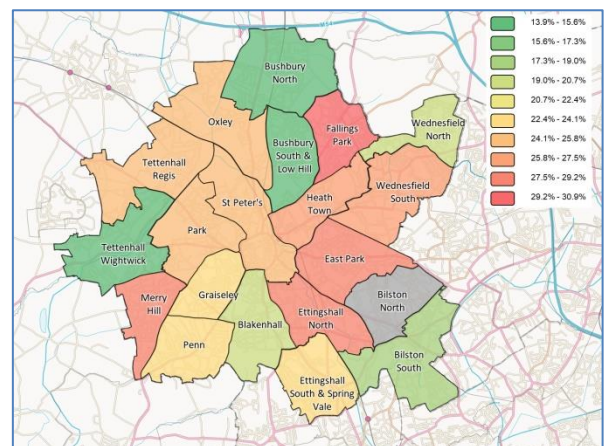 Bushbury
North
Oxley
Bushbury
South &
Low Hill
Fallings
Park
Wednesfield
North
Tettenhall
Regis
St Peter's
Heath
Town
Wednesfield
South
Park
Tettenhall
Wightwick
East Park
Merry
Hill
Graiseley
Blakenhall
Ettingshall
North
Bilston
North
Penn
Bilston
South
Ettingshall
South & Spring
Vale
13.9% - 15.6%
15.6% - 17.3%
17.3% - 19.0%
19.0% - 20.7%
20.7% - 22.4%
22.4% - 24.1%
24.1% - 25.8%
25.8% - 27.5%
27.5% - 29.2%
29.2% - 30.9%